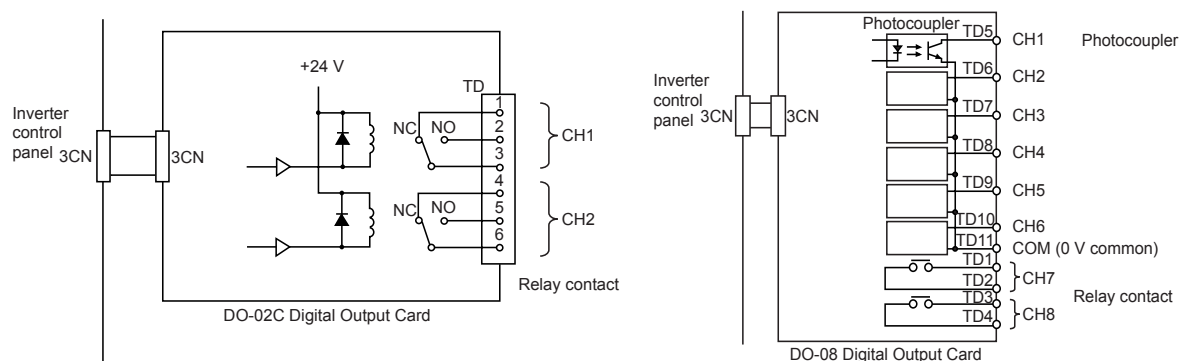 +24 V
TD
1
2
3
4
5
6
NC
NO
NC
NO
CH1
CH2
Inverter
control
panel
3CN
3CN
Relay contact
DO-02C Digital Output Card
Photocoupler
TD5
CH1
Photocoupler
TD6
CH2
TD7
CH3
TD8
CH4
TD9
CH5
TD10
CH6
TD11
COM (0 V common)
TD1
TD2
CH7
TD3
TD4
CH8
Relay contact
Inverter
control
panel
3CN
3CN
DO-08 Digital Output Card